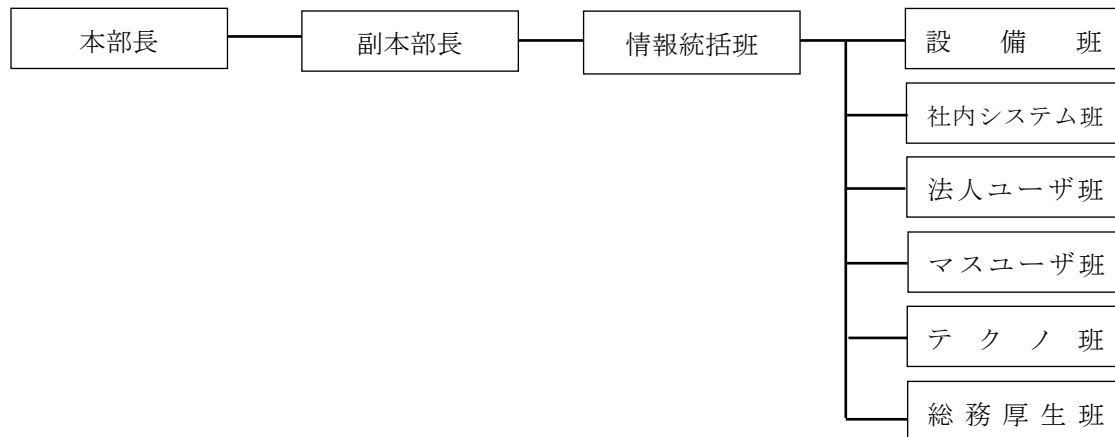 本部長
副本部長
情報統括班
設備班
社内システム班
法人ユーザ班
マスユーザ班
テクノ班
総務厚生班